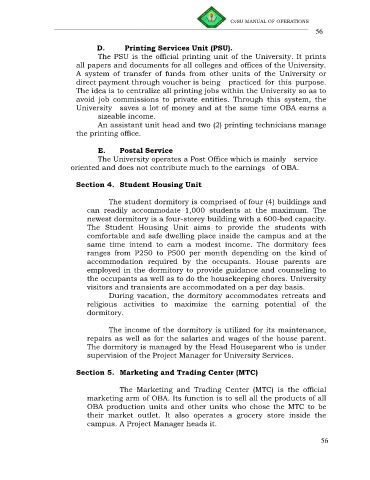 CvSU MANUAL OF OPERATIONS
56
D. Printing Services Unit (PSU).
The PSU is the official printing unit of the University. It prints
all papers and documents for all colleges and offices of the University.
A system of transfer of funds from other units of the University or
direct payment through voucher is being practiced for this purpose.
The idea is to centralize all printing jobs within the University so as to
avoid job commissions to private entities. Through this system, the
University saves a lot of money and at the same time OBA earns a
sizeable income.
An assistant unit head and two (2) printing technicians manage
the printing office.
E. Postal Service
The University operates a Post Office which is mainly service
oriented and does not contribute much to the earnings of OBA.
Section 4. Student Housing Unit
The student dormitory is comprised of four (4) buildings and
can readily accommodate 1,000 students at the maximum. The
newest dormitory is a four-storey building with a 600-bed capacity.
The Student Housing Unit aims to provide the students with
comfortable and safe dwelling place inside the campus and at the
same time intend to earn a modest income. The dormitory fees
ranges from P250 to P500 per month depending on the kind of
accommodation required by the occupants. House parents are
employed in the dormitory to provide guidance and counseling to
the occupants as well as to do the housekeeping chores. University
visitors and transients are accommodated on a per day basis.
During vacation, the dormitory accommodates retreats and
religious activities to maximize the earning potential of the
dormitory.
The income of the dormitory is utilized for its maintenance,
repairs as well as for the salaries and wages of the house parent.
The dormitory is managed by the Head Houseparent who is under
supervision of the Project Manager for University Services.
Section 5. Marketing and Trading Center (MTC)
The Marketing and Trading Center (MTC) is the official
marketing arm of OBA. Its function is to sell all the products of all
OBA production units and other units who chose the MTC to be
their market outlet. It also operates a grocery store inside the
campus. A Project Manager heads it.
56